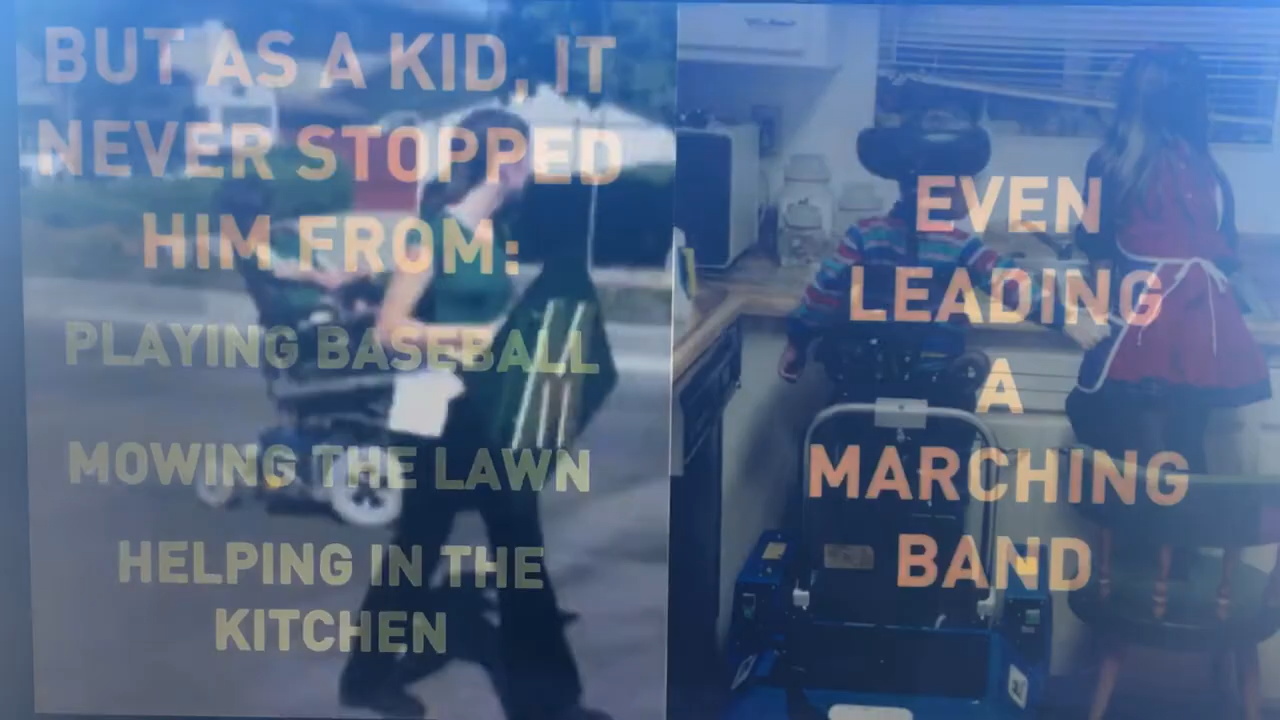 BUT AS A KID, IT
NEVER STOPPED
HIM FROM:
PLAYING BASEBALL
MOWING THE LAWN
HELPING IN THE
KITCHEN
EVEN
LEADING
A
MARCHING
BAND